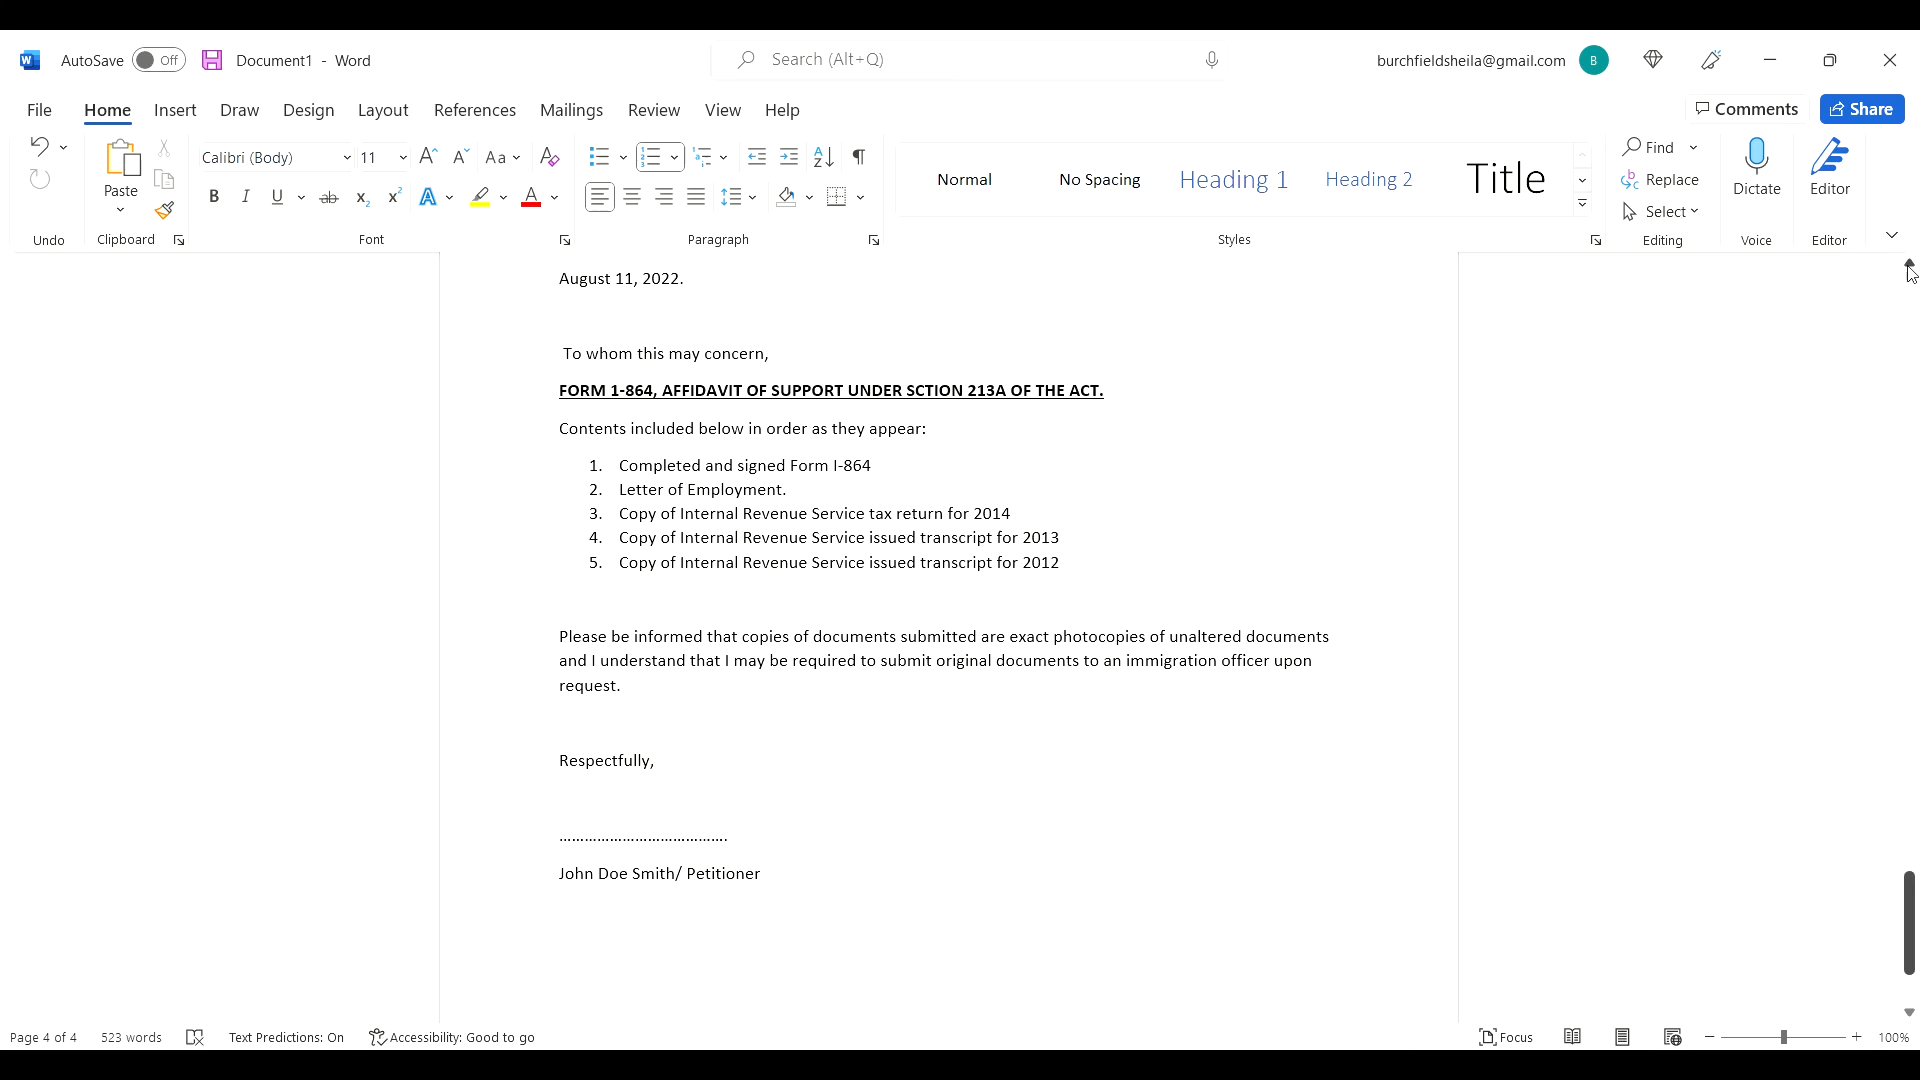 AutoSave Off Document1 - Word Search (Alt+Q) burchfieldsheila@gmail.com B
File Home Insert Draw Design Layout References Mailings Review View Help Comments Share
Paste Calibri (Body) 11 Aa Normal No Spacing Heading 1 Heading 2 Title Find Replace Select Dictate Editor
Undo Clipboard Font Paragraph Styles Editing Voice Editor
August 11, 2022.
To whom this may concern,
FORM 1-864, AFFIDAVIT OF SUPPORT UNDER SCTION 213A OF THE ACT.
Contents included below in order as they appear:
1. Completed and signed Form I-864
2. Letter of Employment.
3. Copy of Internal Revenue Service tax return for 2014
4. Copy of Internal Revenue Service issued transcript for 2013
5. Copy of Internal Revenue Service issued transcript for 2012
Please be informed that copies of documents submitted are exact photocopies of unaltered documents
and I understand that I may be required to submit original documents to an immigration officer upon
request.
Respectfully,
………………………………….
John Doe Smith/ Petitioner
Page 4 of 4 523 words Text Predictions: On Accessibility: Good to go Focus 100%